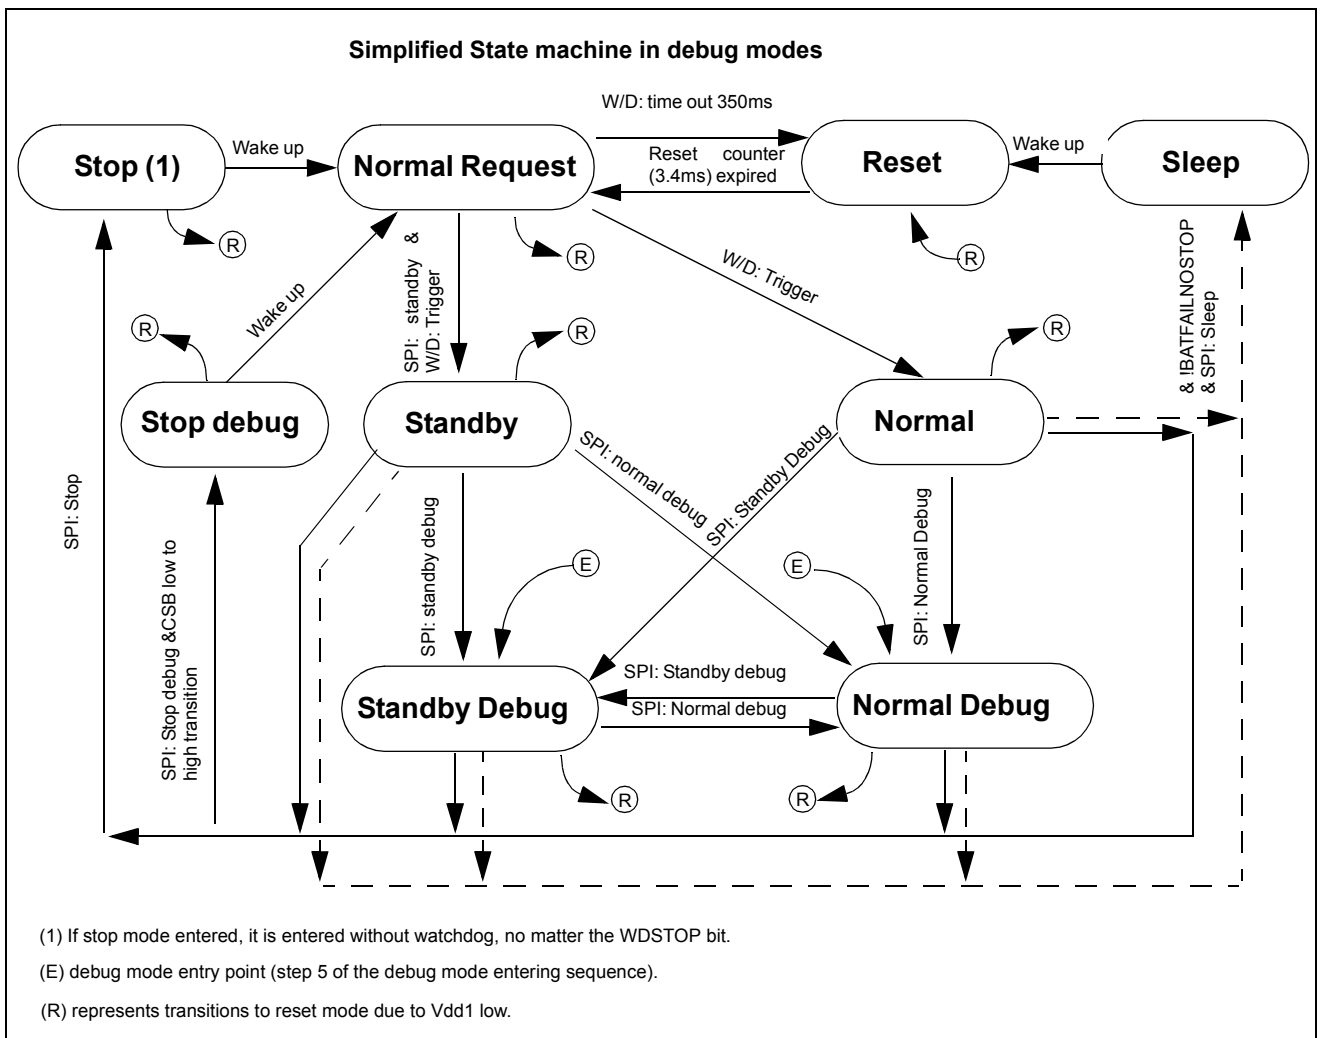 Simplified State machine in debug modes
W/D: time out 350ms
Stop (1)
Wake up
Normal Request
Reset counter
(3.4ms) expired
Reset
Wake up
Sleep
R
R
R
SPI: standby &
W/D: Trigger
W/D: Trigger
& !BATFAILNOSTOP
& SPI: Sleep
Wake up
R
R
R
Stop debug
Standby
Normal
SPI: Stop
SPI: Stop debug &CSB low to
high transition
SPI: standby debug
SPI: normal debug
SPI: Standby Debug
SPI: Normal Debug
E
E
Standby Debug
SPI: Standby debug
SPI: Normal debug
Normal Debug
R
R
(1) If stop mode entered, it is entered without watchdog, no matter the WDSTOP bit.
(E) debug mode entry point (step 5 of the debug mode entering sequence).
(R) represents transitions to reset mode due to Vdd1 low.